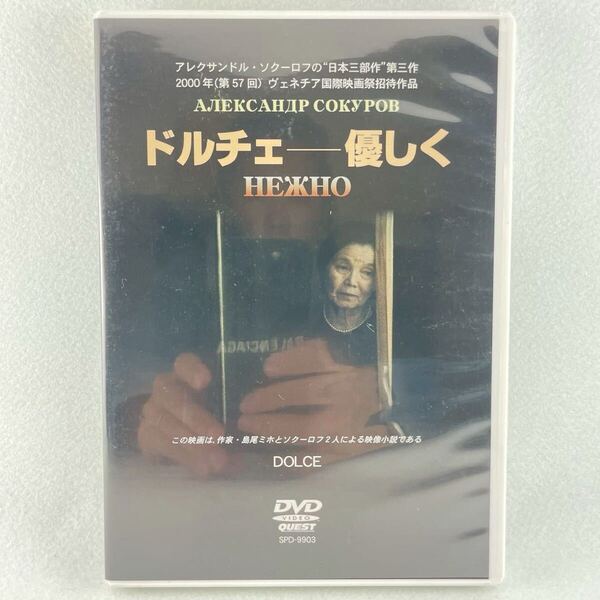 アレクサンドル・ソクーロフの“日本三部作”第三作
2000年(第57回) ヴェネチア国際映画祭招待作品
АЛЕКСАНДР СОКУРОВ
ドルチェ――優しく
НЕЖНО
BALENCIAGA
この映画は、作家・島尾ミホとソクーロフ2人による映像小説である
DOLCE
DVD
VIDEO
QUEST
SPD-9903